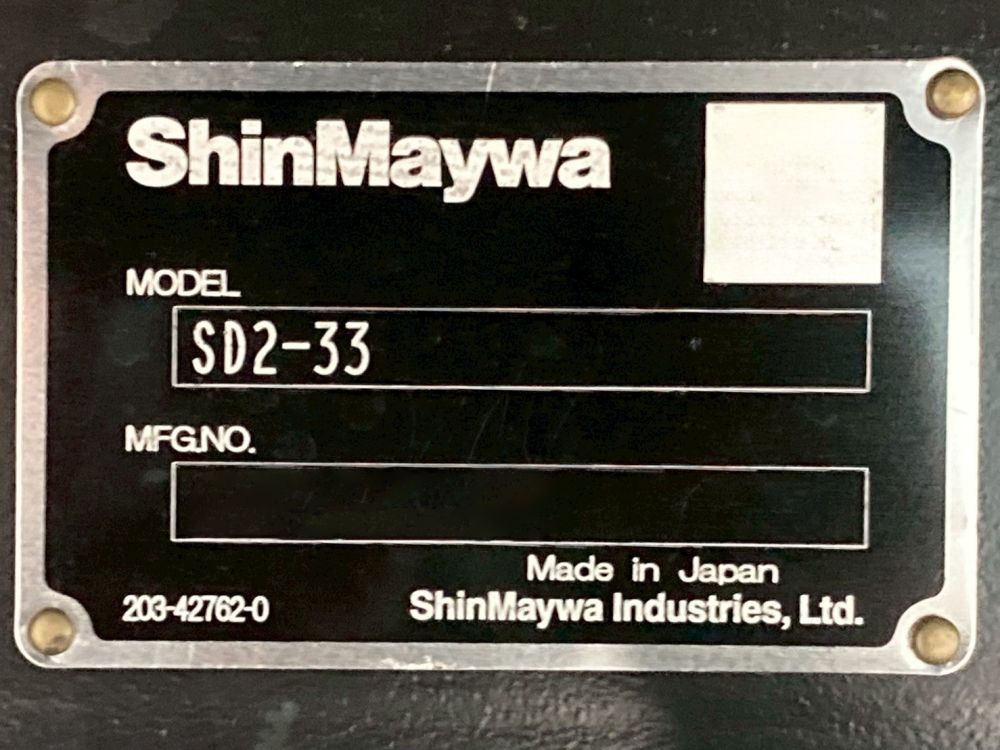 ShinMaywa
MODEL
SD2-33
MFG.NO.
Made in Japan
203-42762-0
ShinMaywa Industries, Ltd.